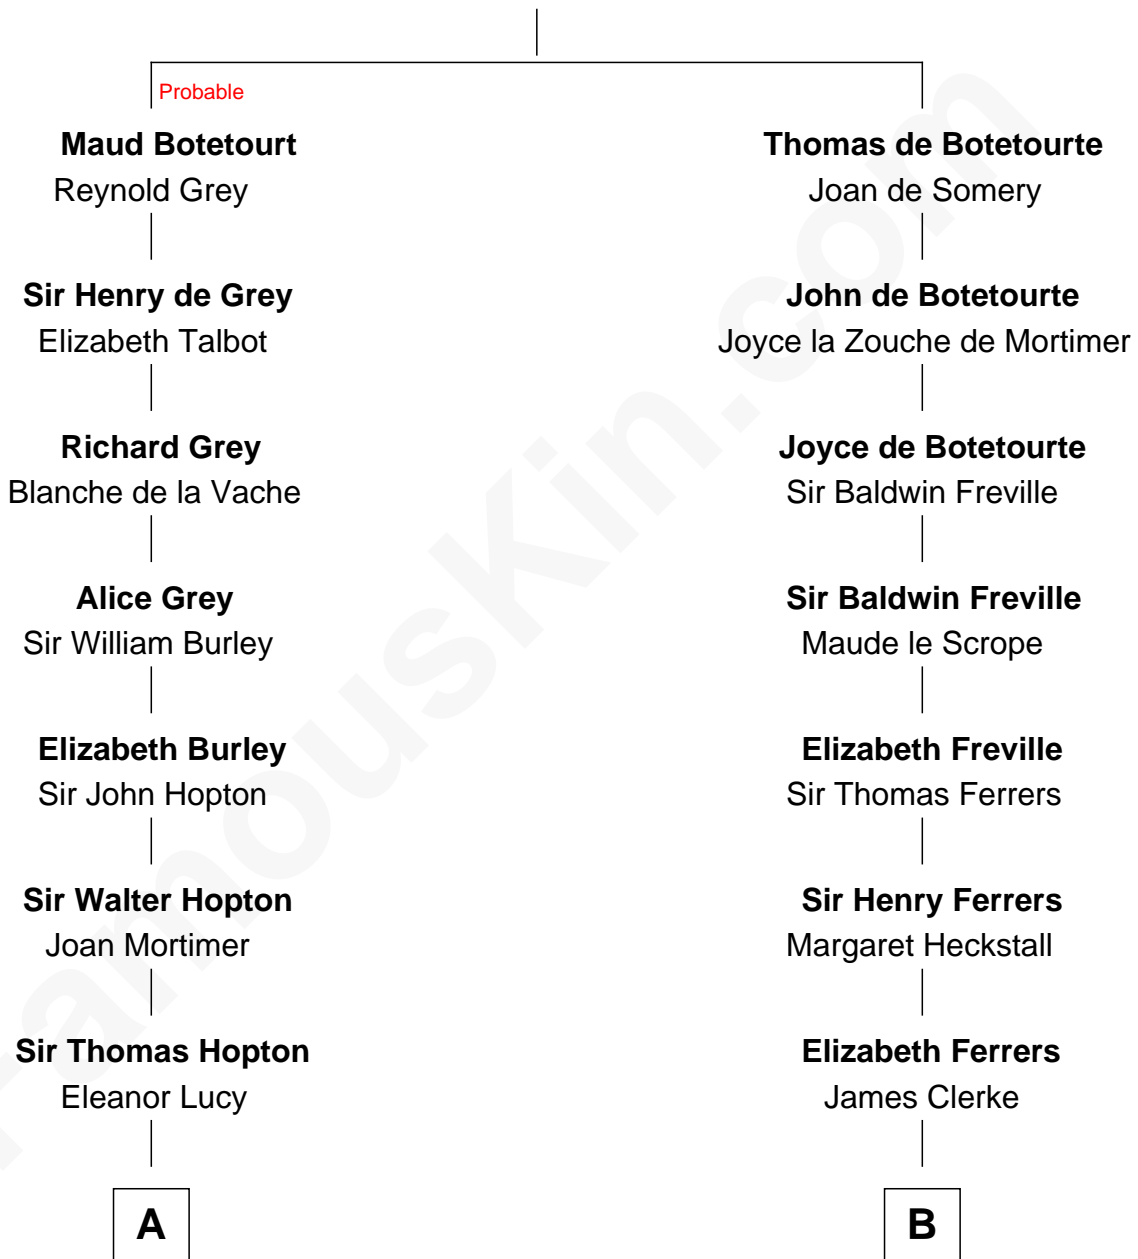 Probable
Maud Botetourt
Reynold Grey
Thomas de Botetourte
Joan de Somery
Sir Henry de Grey
Elizabeth Talbot
John de Botetourte
Joyce la Zouche de Mortimer
Richard Grey
Blanche de la Vache
Joyce de Botetourte
Sir Baldwin Freville
Alice Grey
Sir William Burley
Sir Baldwin Freville
Maude le Scrope
Elizabeth Burley
Sir John Hopton
Elizabeth Freville
Sir Thomas Ferrers
Sir Walter Hopton
Joan Mortimer
Sir Henry Ferrers
Margaret Heckstall
Sir Thomas Hopton
Eleanor Lucy
Elizabeth Ferrers
James Clerke
A
B
FamousKin.com